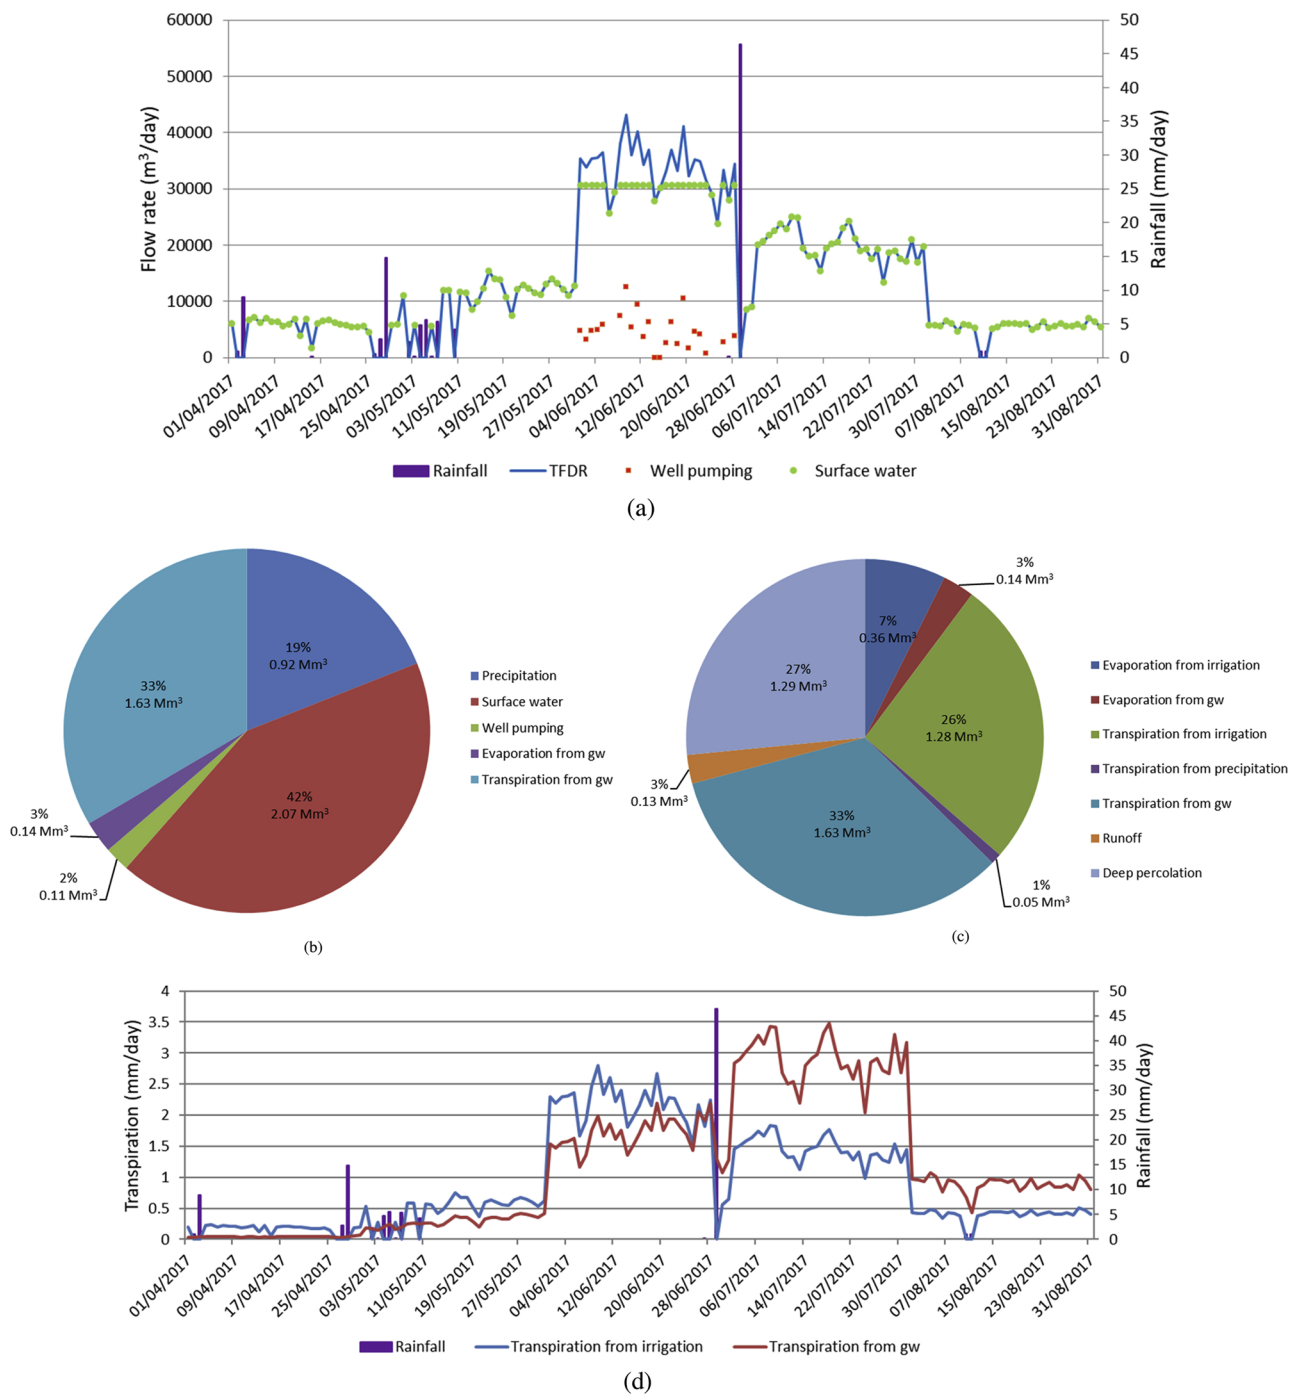 60000
50000
40000
30000
20000
10000
0
Flow rate (m³/day)
50
45
40
35
30
25
20
15
10
5
0
Rainfall (mm/day)
01/04/2017
09/04/2017
17/04/2017
25/04/2017
03/05/2017
11/05/2017
19/05/2017
27/05/2017
04/06/2017
12/06/2017
20/06/2017
28/06/2017
06/07/2017
14/07/2017
22/07/2017
30/07/2017
07/08/2017
15/08/2017
23/08/2017
31/08/2017
Rainfall TFDR Well pumping Surface water
(a)
19%
0.92 Mm³
33%
1.63 Mm³
42%
2.07 Mm³
3%
0.14 Mm³
2%
0.11 Mm³
Precipitation
Surface water
Well pumping
Evaporation from gw
Transpiration from gw
(b)
3%
0.14 Mm³
7%
0.36 Mm³
27%
1.29 Mm³
26%
1.28 Mm³
3%
0.13 Mm³
33%
1.63 Mm³
1%
0.05 Mm³
Evaporation from irrigation
Evaporation from gw
Transpiration from irrigation
Transpiration from precipitation
Transpiration from gw
Runoff
Deep percolation
(c)
4
3.5
3
2.5
2
1.5
1
0.5
0
Transpiration (mm/day)
50
45
40
35
30
25
20
15
10
5
0
Rainfall (mm/day)
01/04/2017
09/04/2017
17/04/2017
25/04/2017
03/05/2017
11/05/2017
19/05/2017
27/05/2017
04/06/2017
12/06/2017
20/06/2017
28/06/2017
06/07/2017
14/07/2017
22/07/2017
30/07/2017
07/08/2017
15/08/2017
23/08/2017
31/08/2017
Rainfall Transpiration from irrigation Transpiration from gw
(d)